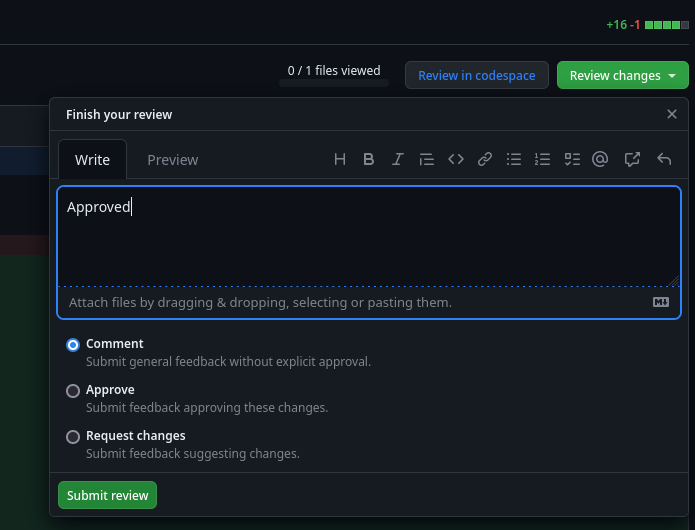 +16 -1
0 / 1 files viewed
Review in codespace
Review changes
Finish your review
Write
Preview
Approved
Attach files by dragging & dropping, selecting or pasting them.
Comment
Submit general feedback without explicit approval.
Approve
Submit feedback approving these changes.
Request changes
Submit feedback suggesting changes.
Submit review